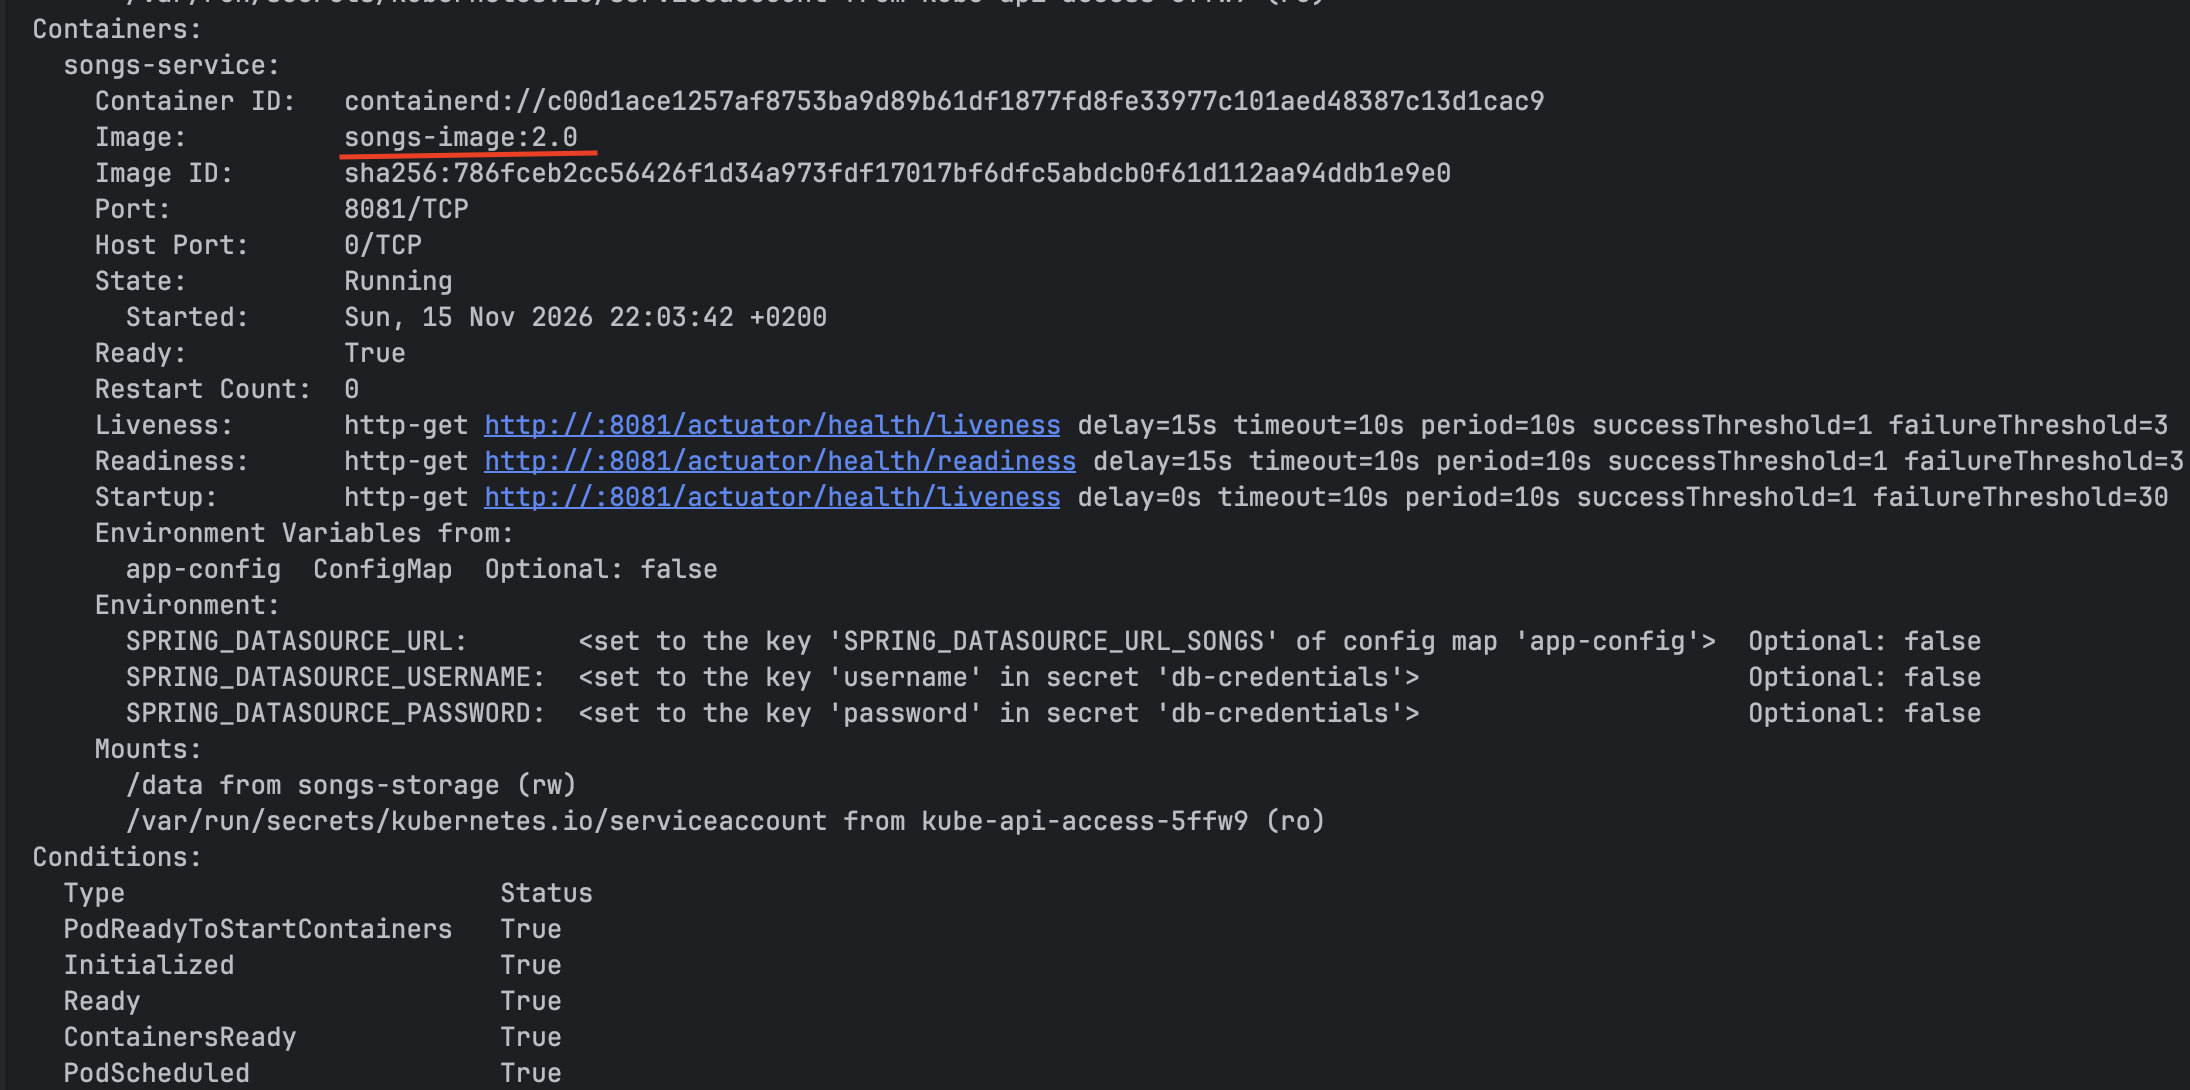 Containers:
songs-service:
Container ID: containerd://c00d1ace1257af8753ba9d89b61df1877fd8fe33977c101aed48387c13d1cac9
Image: songs-image:2.0
Image ID: sha256:786fceb2cc56426f1d34a973fdf17017bf6dfc5abdcb0f61d112aa94ddb1e9e0
Port: 8081/TCP
Host Port: 0/TCP
State: Running
Started: Sun, 15 Nov 2026 22:03:42 +0200
Ready: True
Restart Count: 0
Liveness: http-get http://:8081/actuator/health/liveness delay=15s timeout=10s period=10s successThreshold=1 failureThreshold=3
Readiness: http-get http://:8081/actuator/health/readiness delay=15s timeout=10s period=10s successThreshold=1 failureThreshold=3
Startup: http-get http://:8081/actuator/health/liveness delay=0s timeout=10s period=10s successThreshold=1 failureThreshold=30
Environment Variables from:
app-config ConfigMap Optional: false
Environment:
SPRING_DATASOURCE_URL: <set to the key 'SPRING_DATASOURCE_URL_SONGS' of config map 'app-config'> Optional: false
SPRING_DATASOURCE_USERNAME: <set to the key 'username' in secret 'db-credentials'> Optional: false
SPRING_DATASOURCE_PASSWORD: <set to the key 'password' in secret 'db-credentials'> Optional: false
Mounts:
/data from songs-storage (rw)
/var/run/secrets/kubernetes.io/serviceaccount from kube-api-access-5ffw9 (ro)
Conditions:
Type Status
PodReadyToStartContainers True
Initialized True
Ready True
ContainersReady True
PodScheduled True